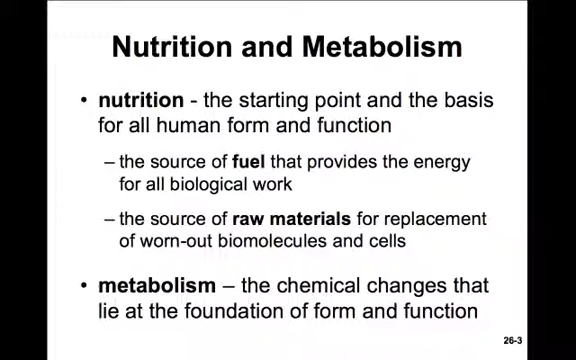 Nutrition and Metabolism
• nutrition - the starting point and the basis
for all human form and function
– the source of fuel that provides the energy
for all biological work
– the source of raw materials for replacement
of worn-out biomolecules and cells
• metabolism – the chemical changes that
lie at the foundation of form and function
26-3